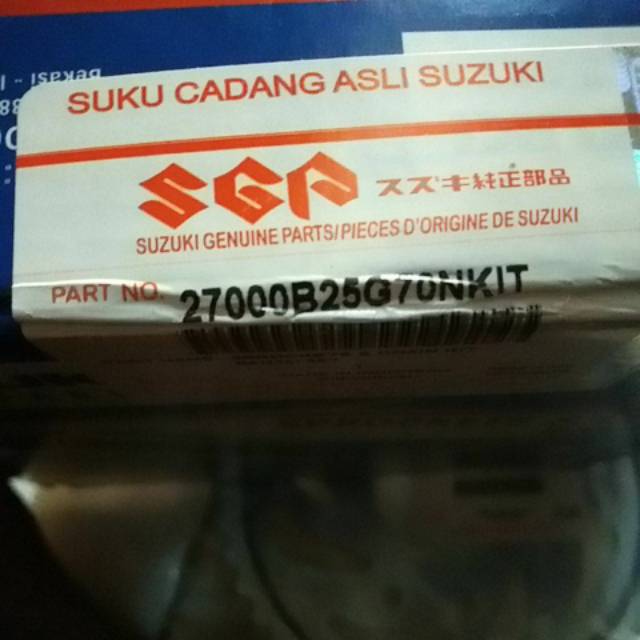 SUKU CADANG ASLI SUZUKI
SGP スズキ純正部品
SUZUKI GENUINE PARTS/PIECES D'ORIGINE DE SUZUKI
PART NO. 27000B25G70NKIT
Bekasi - I